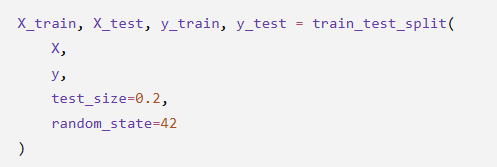 X_train, X_test, y_train, y_test = train_test_split(
    X,
    y,
    test_size=0.2,
    random_state=42
)